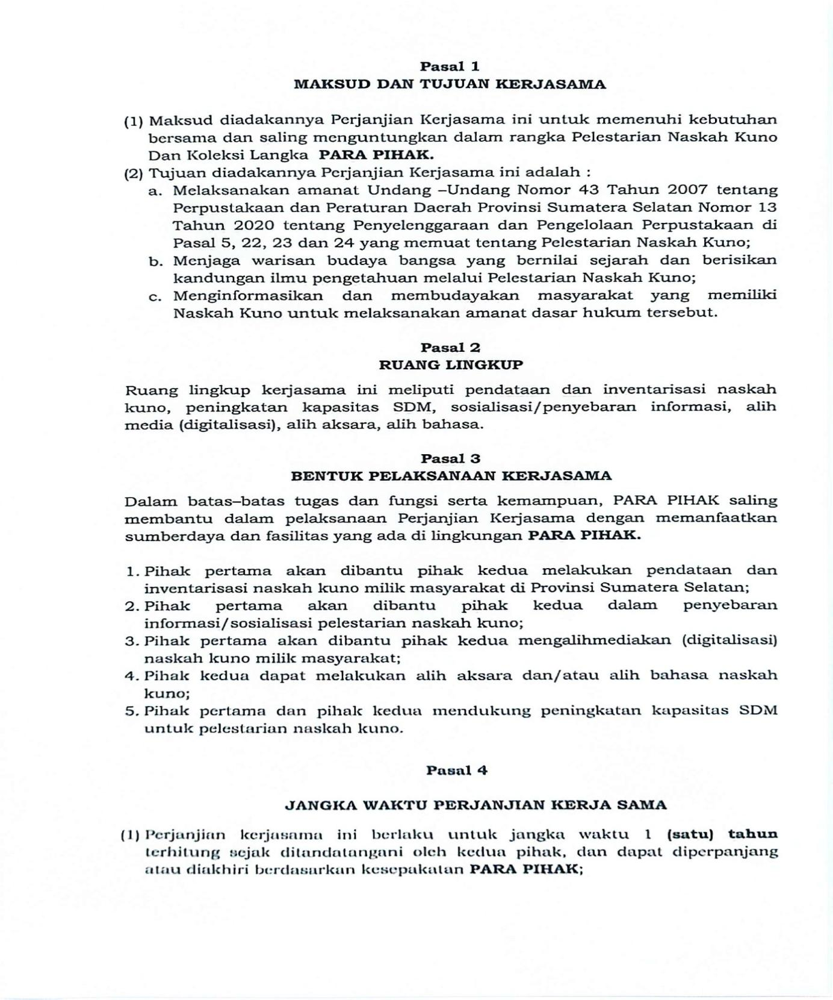 Pasal 1
MAKSUD DAN TUJUAN KERJASAMA
(1) Maksud diadakannya Perjanjian Kerjasama ini untuk memenuhi kebutuhan
bersama dan saling menguntungkan dalam rangka Pelestarian Naskah Kuno
Dan Koleksi Langka PARA PIHAK.
(2) Tujuan diadakannya Perjanjian Kerjasama ini adalah :
a. Melaksanakan amanat Undang –Undang Nomor 43 Tahun 2007 tentang
Perpustakaan dan Peraturan Daerah Provinsi Sumatera Selatan Nomor 13
Tahun 2020 tentang Penyelenggaraan dan Pengelolaan Perpustakaan di
Pasal 5, 22, 23 dan 24 yang memuat tentang Pelestarian Naskah Kuno;
b. Menjaga warisan budaya bangsa yang bernilai sejarah dan berisikan
kandungan ilmu pengetahuan melalui Pelestarian Naskah Kuno;
c. Menginformasikan dan membudayakan masyarakat yang memiliki
Naskah Kuno untuk melaksanakan amanat dasar hukum tersebut.
Pasal 2
RUANG LINGKUP
Ruang lingkup kerjasama ini meliputi pendataan dan inventarisasi naskah
kuno, peningkatan kapasitas SDM, sosialisasi/penyebaran informasi, alih
media (digitalisasi), alih aksara, alih bahasa.
Pasal 3
BENTUK PELAKSANAAN KERJASAMA
Dalam batas–batas tugas dan fungsi serta kemampuan, PARA PIHAK saling
membantu dalam pelaksanaan Perjanjian Kerjasama dengan memanfaatkan
sumberdaya dan fasilitas yang ada di lingkungan PARA PIHAK.
1. Pihak pertama akan dibantu pihak kedua melakukan pendataan dan
inventarisasi naskah kuno milik masyarakat di Provinsi Sumatera Selatan;
2. Pihak pertama akan dibantu pihak kedua dalam penyebaran
informasi/sosialisasi pelestarian naskah kuno;
3. Pihak pertama akan dibantu pihak kedua mengalihmediakan (digitalisasi)
naskah kuno milik masyarakat;
4. Pihak kedua dapat melakukan alih aksara dan/atau alih bahasa naskah
kuno;
5. Pihak pertama dan pihak kedua mendukung peningkatan kapasitas SDM
untuk pelestarian naskah kuno.
Pasal 4
JANGKA WAKTU PERJANJIAN KERJA SAMA
(1) Perjanjian kerjasama ini berlaku untuk jangka waktu 1 (satu) tahun
terhitung sejak ditandatangani oleh kedua pihak, dan dapat diperpanjang
atau diakhiri berdasarkan kesepakatan PARA PIHAK;